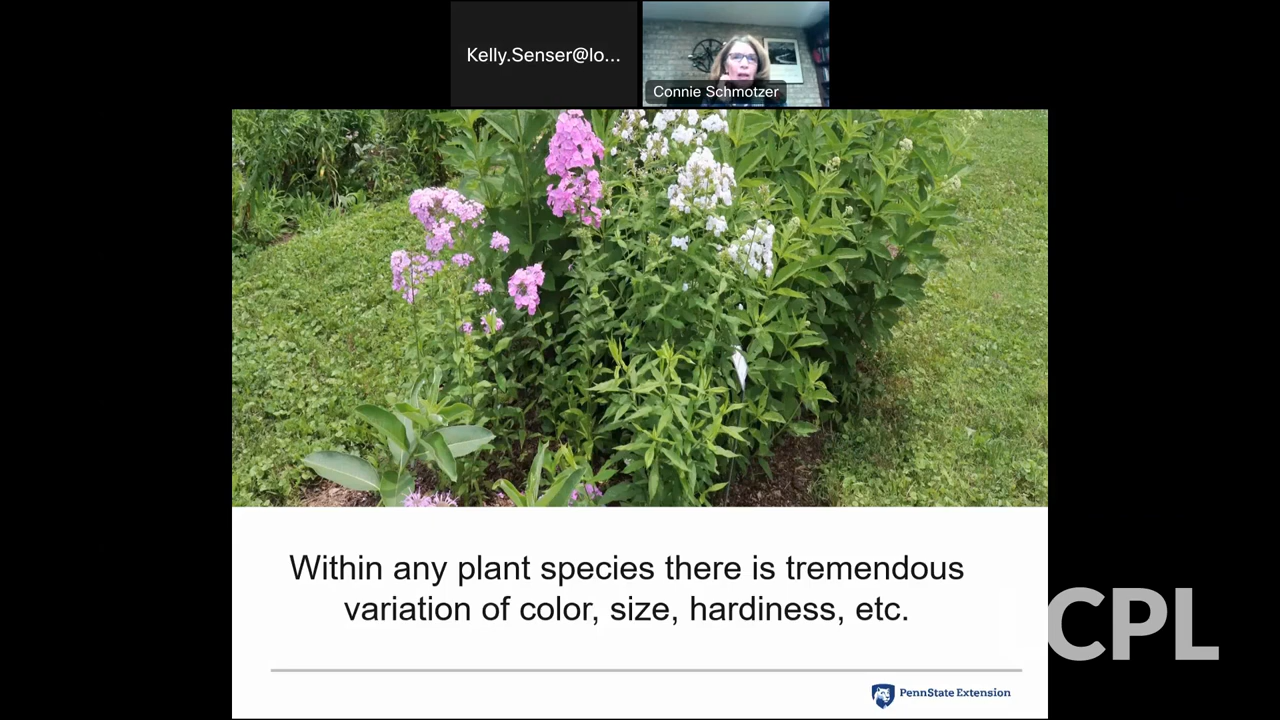 Kelly.Senser@lo...
Connie Schmotzer
Within any plant species there is tremendous
variation of color, size, hardiness, etc.
CPL
PennState Extension